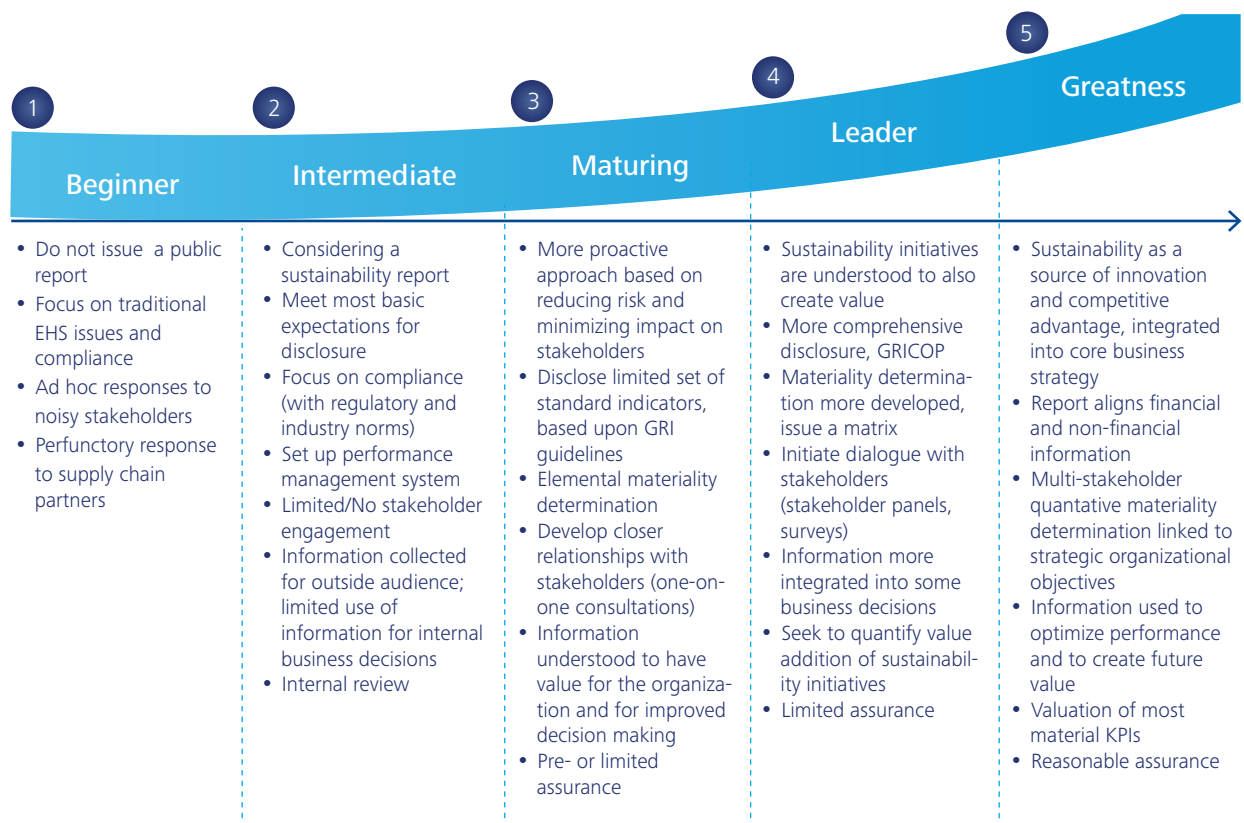 1
Beginner
• Do not issue a public
report
• Focus on traditional
EHS issues and
compliance
• Ad hoc responses to
noisy stakeholders
• Perfunctory response
to supply chain
partners
2
Intermediate
• Considering a
sustainability report
• Meet most basic
expectations for
disclosure
• Focus on compliance
(with regulatory and
industry norms)
• Set up performance
management system
• Limited/No stakeholder
engagement
• Information collected
for outside audience;
limited use of
information for internal
business decisions
• Internal review
3
Maturing
• More proactive
approach based on
reducing risk and
minimizing impact on
stakeholders
• Disclose limited set of
standard indicators,
based upon GRI
guidelines
• Elemental materiality
determination
• Develop closer
relationships with
stakeholders (one-on-
one consultations)
• Information
understood to have
value for the organiza-
tion and for improved
decision making
• Pre- or limited
assurance
4
Leader
• Sustainability initiatives
are understood to also
create value
• More comprehensive
disclosure, GRICOP
• Materiality determina-
tion more developed,
issue a matrix
• Initiate dialogue with
stakeholders
(stakeholder panels,
surveys)
• Information more
integrated into some
business decisions
• Seek to quantify value
addition of sustainabil-
ity initiatives
• Limited assurance
5
Greatness
• Sustainability as a
source of innovation
and competitive
advantage, integrated
into core business
strategy
• Report aligns financial
and non-financial
information
• Multi-stakeholder
quantative materiality
determination linked to
strategic organizational
objectives
• Information used to
optimize performance
and to create future
value
• Valuation of most
material KPIs
• Reasonable assurance